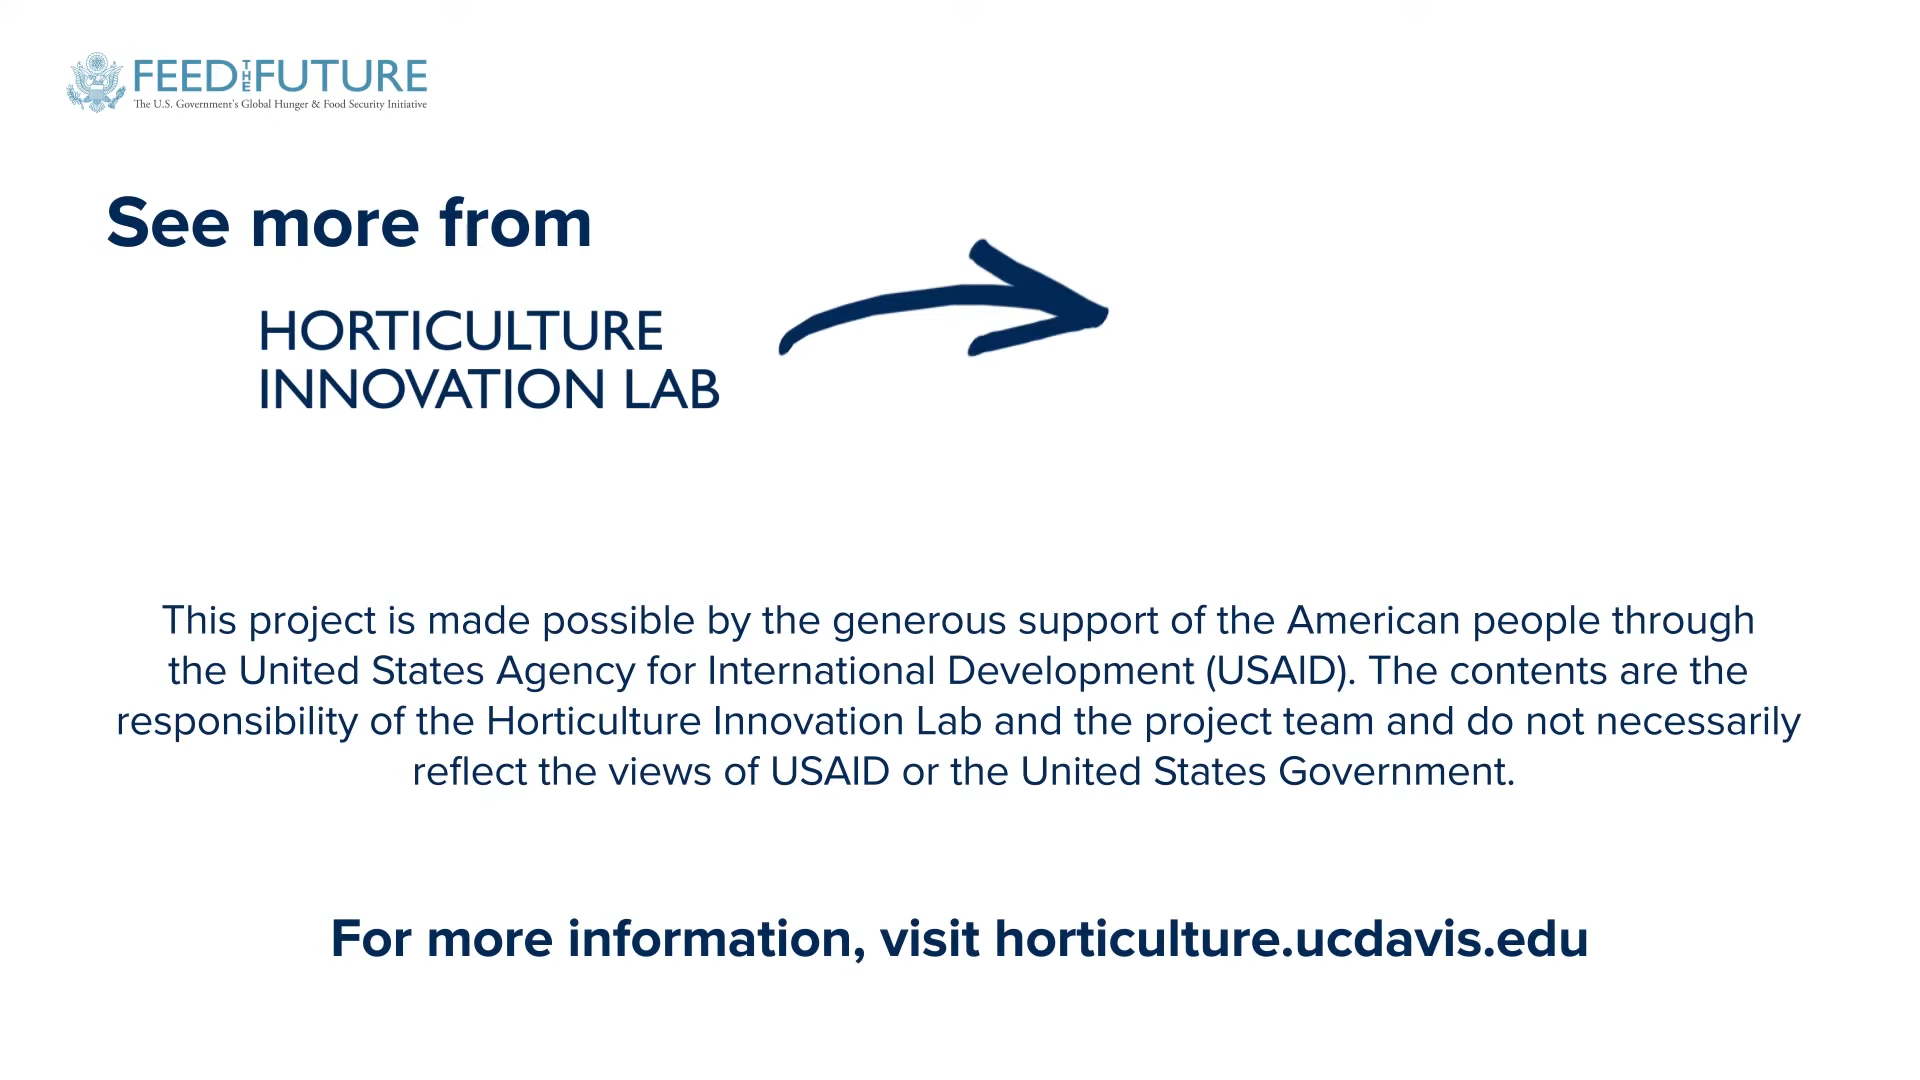 FEED THE FUTURE
The U.S. Government's Global Hunger & Food Security Initiative
See more from
HORTICULTURE
INNOVATION LAB
This project is made possible by the generous support of the American people through
the United States Agency for International Development (USAID). The contents are the
responsibility of the Horticulture Innovation Lab and the project team and do not necessarily
reflect the views of USAID or the United States Government.
For more information, visit horticulture.ucdavis.edu